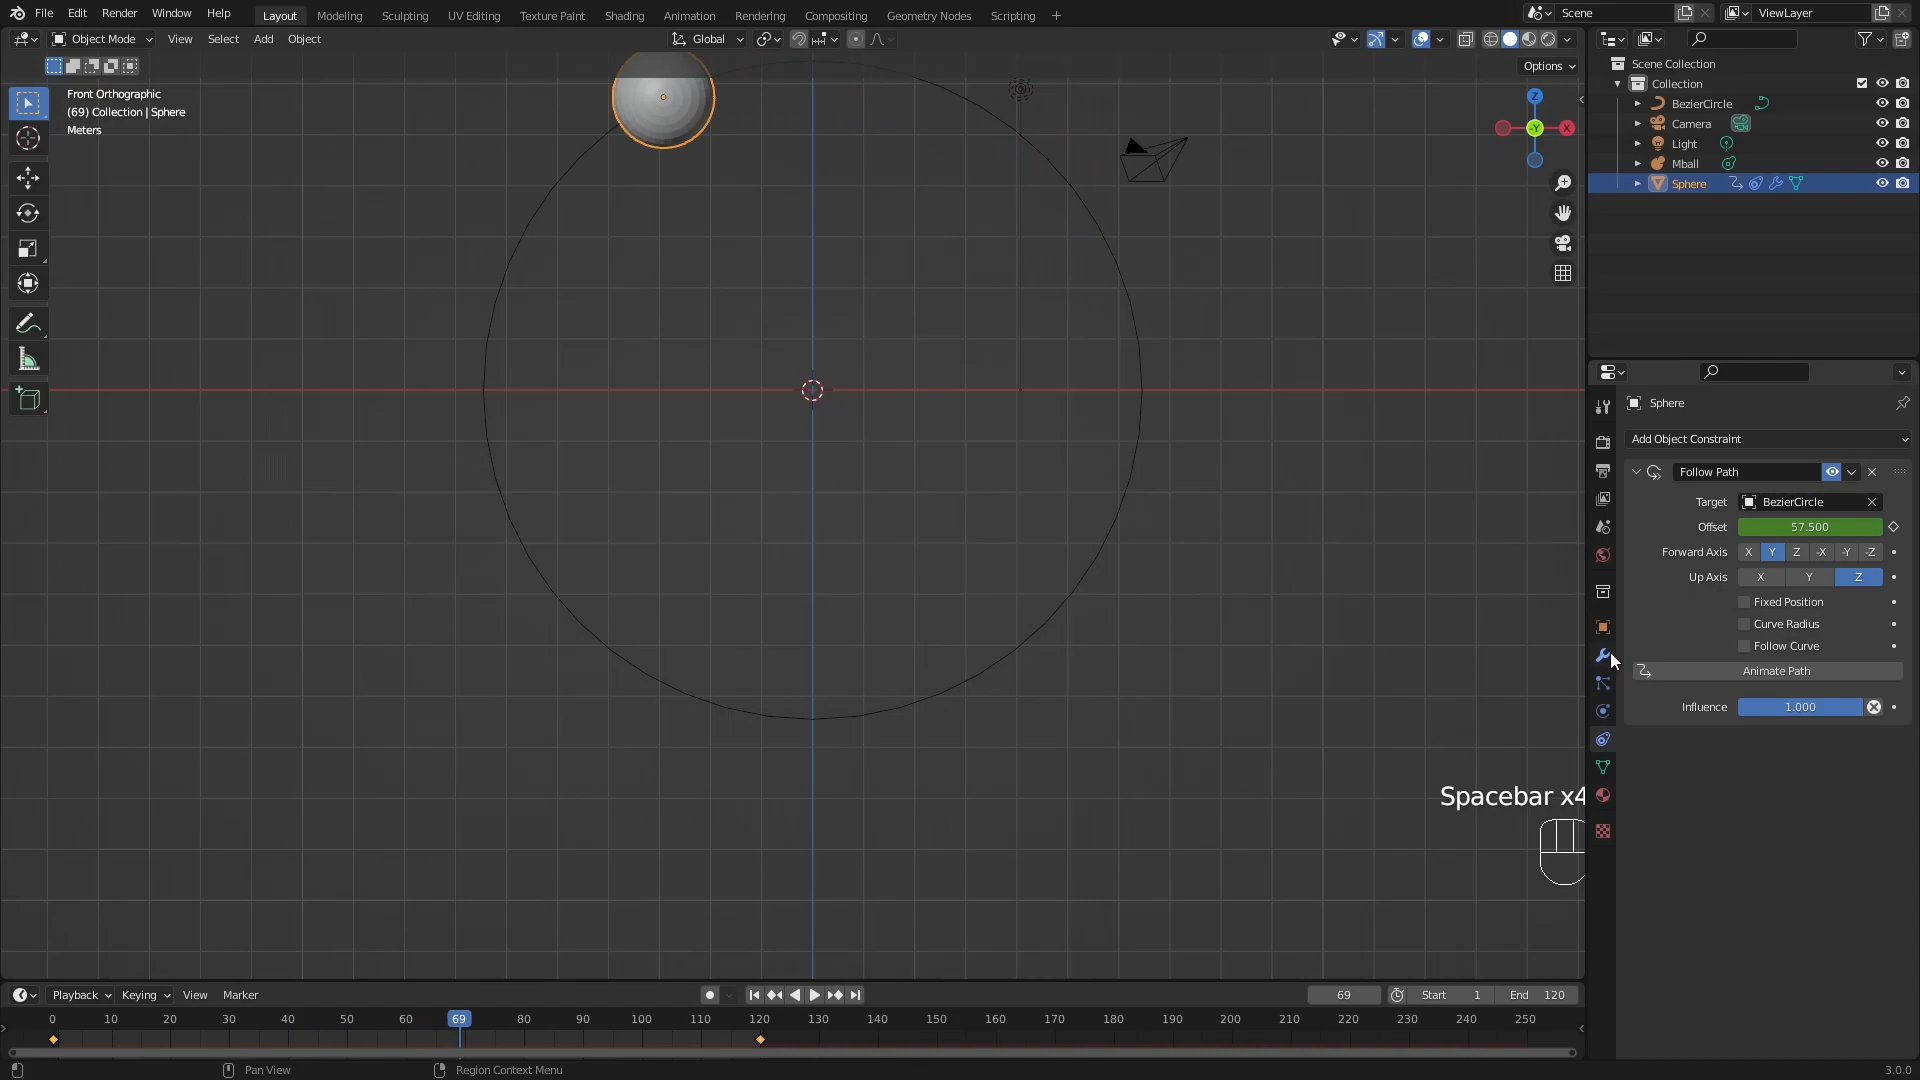 File Edit Render Window Help Layout Modeling Sculpting UV Editing Texture Paint Shading Animation Rendering Compositing Geometry Nodes Scripting + Scene ViewLayer
Object Mode View Select Add Object Global
Options
Front Orthographic
(69) Collection | Sphere
Meters
Z
X
-Y
Scene Collection
Collection
BezierCircle
Camera
Light
Mball
Sphere
Sphere
Add Object Constraint
Follow Path
Target BezierCircle
Offset 57.500
Forward Axis X Y Z -X -Y -Z
Up Axis X Y Z
Fixed Position
Curve Radius
Follow Curve
Animate Path
Influence 1.000
Spacebar x4
Playback Keying View Marker 69 Start 1 End 120
0 10 20 30 40 50 60 69 80 90 100 110 120 130 140 150 160 170 180 190 200 210 220 230 240 250
Pan View Region Context Menu 3.0.0